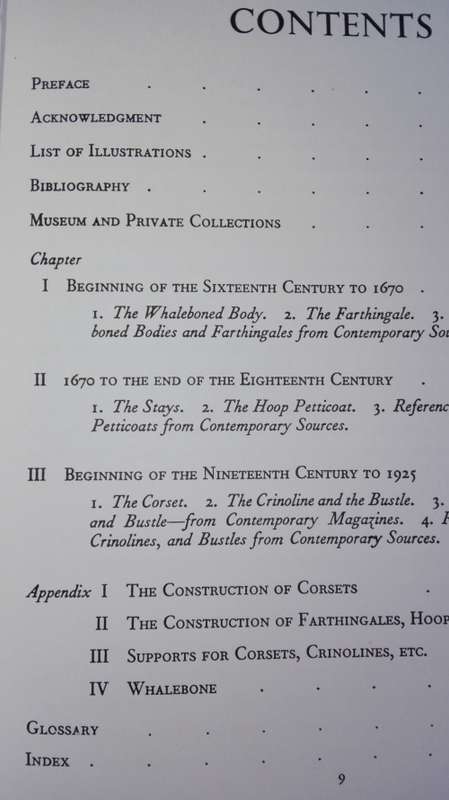 CONTENTS
PREFACE . . . . . .
ACKNOWLEDGMENT . . . . .
LIST OF ILLUSTRATIONS . . . . .
BIBLIOGRAPHY . . . . . .
MUSEUM AND PRIVATE COLLECTIONS . . .
Chapter
I BEGINNING OF THE SIXTEENTH CENTURY TO 1670 .
1. The Whaleboned Body. 2. The Farthingale. 3.
boned Bodies and Farthingales from Contemporary
II 1670 TO THE END OF THE EIGHTEENTH CENTURY .
1. The Stays. 2. The Hoop Petticoat. 3.
Petticoats from Contemporary Sources.
III BEGINNING OF THE NINETEENTH CENTURY TO 1925
1. The Corset. 2. The Crinoline and the Bustle. 3.
and Bustle—from Contemporary Magazines. 4.
Crinolines, and Bustles from Contemporary Sources.
Appendix I THE CONSTRUCTION OF CORSETS .
II THE CONSTRUCTION OF FARTHINGALES,
III SUPPORTS FOR CORSETS, CRINOLINES, ETC.
IV WHALEBONE . . . .
GLOSSARY . . . . . .
INDEX . . . . . . .
9